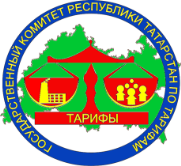 ГОСУДАРСТВЕННЫЙ КОМИТЕТ РЕСПУБЛИКИ ТАТАРСТАН ПО ТАРИФАМ
ТАРИФЫ